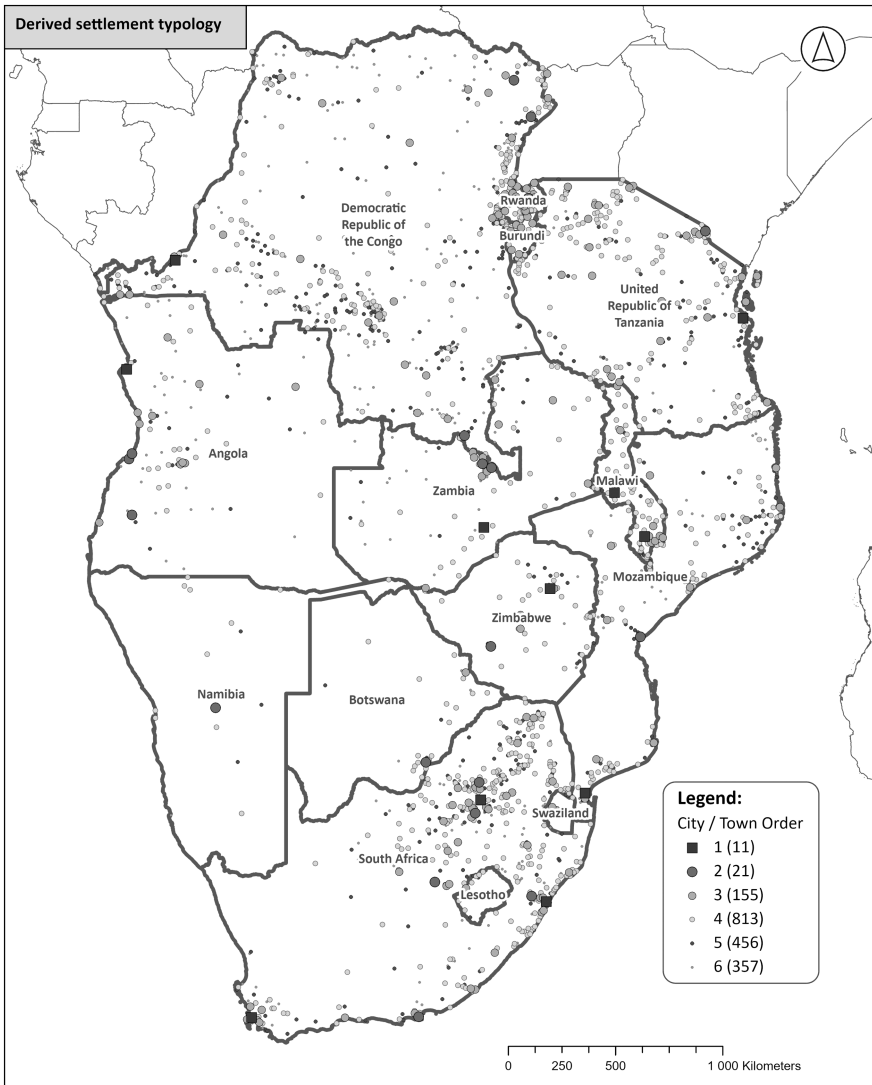 Derived settlement typology
Rwanda
Democratic
Republic of
the Congo
Burundi
United
Republic of
Tanzania
Angola
Zambia
Malawi
Mozambique
Zimbabwe
Namibia
Botswana
Swaziland
South Africa
Lesotho
Legend:
City / Town Order
1 (11)
2 (21)
3 (155)
4 (813)
5 (456)
6 (357)
0 250 500 1 000 Kilometers